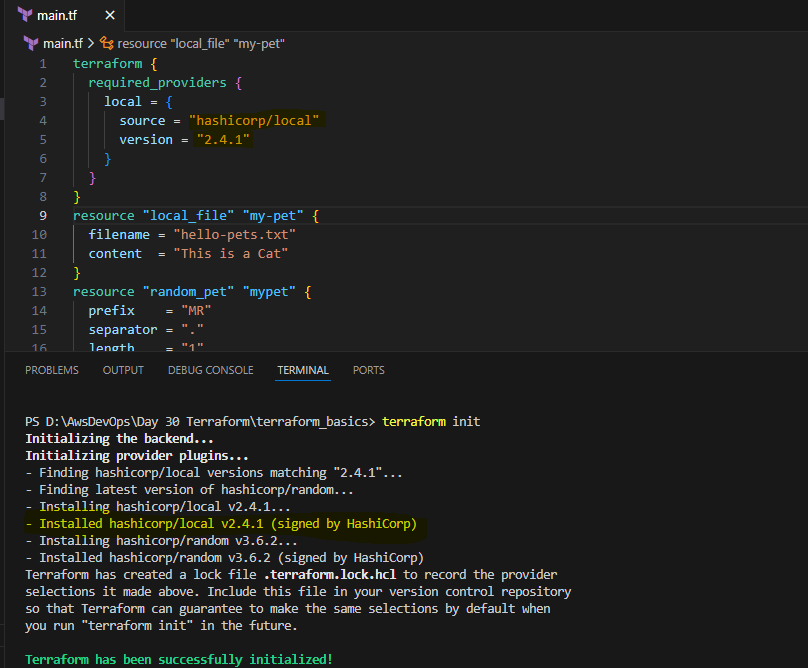 main.tf
main.tf > resource "local_file" "my-pet"
1 terraform {
2 required_providers {
3 local = {
4 source = "hashicorp/local"
5 version = "2.4.1"
6 }
7 }
8 }
9 resource "local_file" "my-pet" {
10 filename = "hello-pets.txt"
11 content = "This is a Cat"
12 }
13 resource "random_pet" "mypet" {
14 prefix = "MR"
15 separator = "."
16 length = "1"
PROBLEMS OUTPUT DEBUG CONSOLE TERMINAL PORTS
PS D:\AwsDevOps\Day 30 Terraform\terraform_basics> terraform init
Initializing the backend...
Initializing provider plugins...
- Finding hashicorp/local versions matching "2.4.1"...
- Finding latest version of hashicorp/random...
- Installing hashicorp/local v2.4.1...
- Installed hashicorp/local v2.4.1 (signed by HashiCorp)
- Installing hashicorp/random v3.6.2...
- Installed hashicorp/random v3.6.2 (signed by HashiCorp)
Terraform has created a lock file .terraform.lock.hcl to record the provider
selections it made above. Include this file in your version control repository
so that Terraform can guarantee to make the same selections by default when
you run "terraform init" in the future.
Terraform has been successfully initialized!